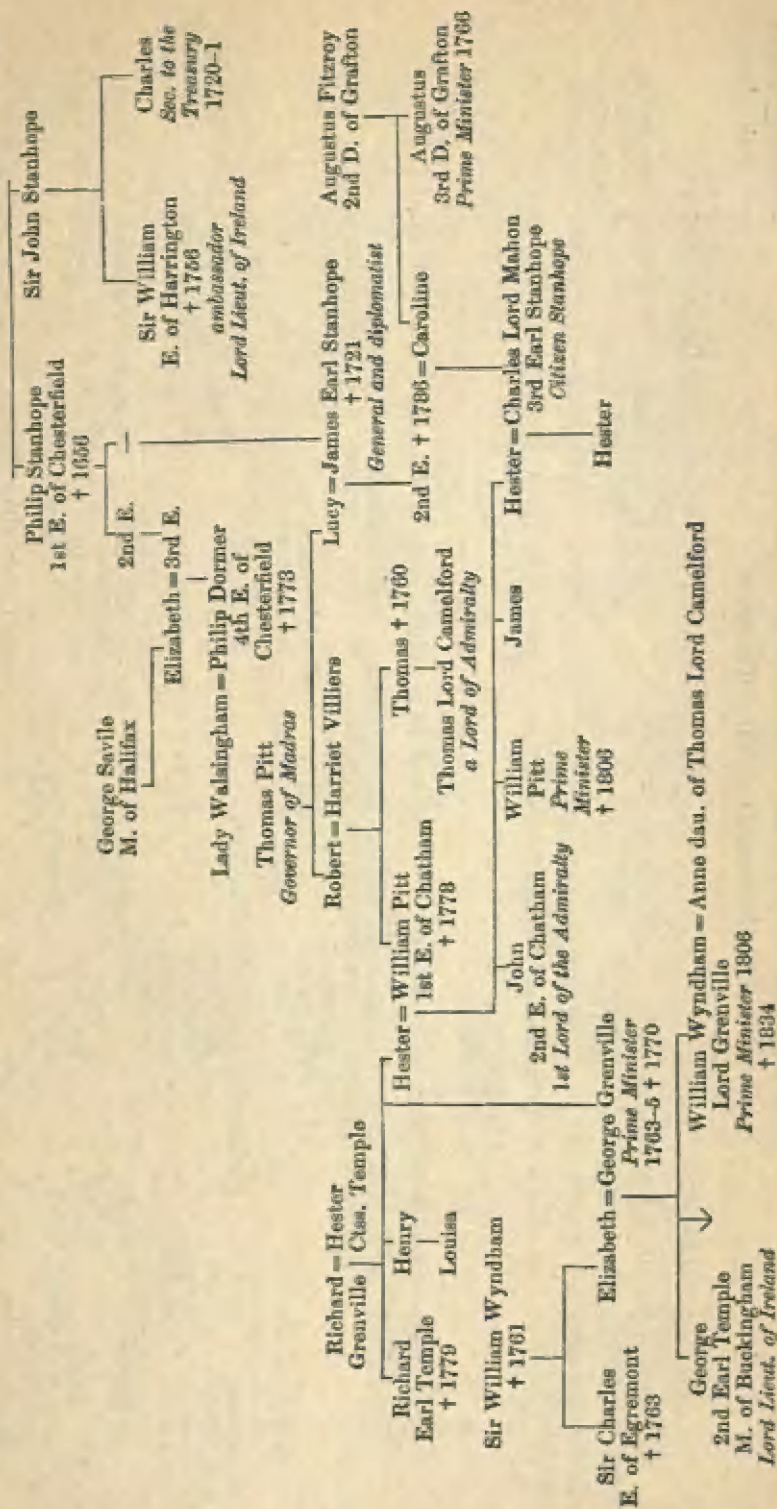 Philip Stanhope
1st E. of Chesterfield
† 1656
Sir John Stanhope
2nd E.
—
Sir William
E. of Harrington
† 1756
ambassador
Lord Lieut. of Ireland
Charles
Sec. to the
Treasury
1720-1
George Savile
M. of Halifax
Elizabeth = 3rd E.
Lady Walsingham = Philip Dormer
4th E. of
Chesterfield
† 1773
Thomas Pitt
Governor of Madras
Robert = Harriet Villiers
Lucy = James Earl Stanhope
† 1721
General and diplomatist
Augustus Fitzroy
2nd D. of Grafton
Richard = Hester
Grenville Ctss. Temple
Thomas † 1760
2nd E. † 1786 = Caroline
Augustus
3rd D. of Grafton
Prime Minister 1766
Richard
Earl Temple
† 1779
Henry
Louisa
Hester = William Pitt
1st E. of Chatham
† 1778
Thomas Lord Camelford
a Lord of Admiralty
Sir William Wyndham
† 1761
John
2nd E. of Chatham
1st Lord of the Admiralty
William
Pitt
Prime
Minister
† 1806
James
Hester = Charles Lord Mahon
3rd Earl Stanhope
Citizen Stanhope
Hester
Sir Charles
E. of Egremont
† 1763
Elizabeth = George Grenville
Prime Minister
1763-5 † 1770
George
2nd Earl Temple
M. of Buckingham
Lord Lieut. of Ireland
William Wyndham = Anne dau. of Thomas Lord Camelford
Lord Grenville
Prime Minister 1806
† 1834